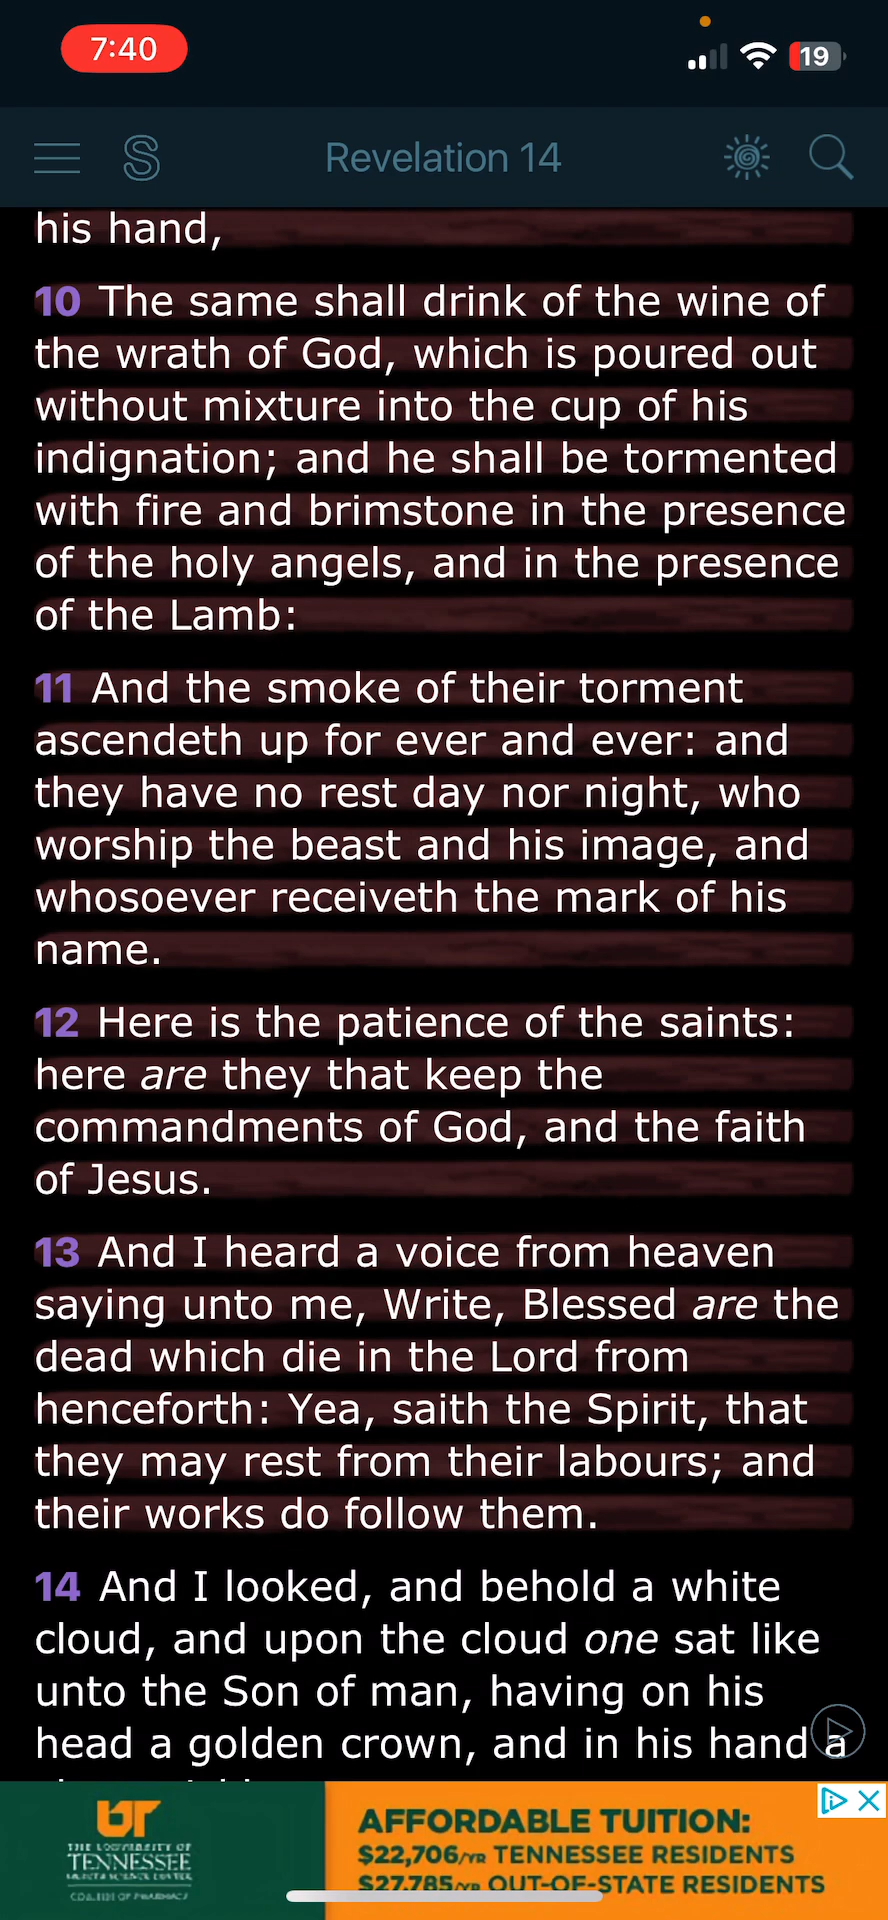 7:40
19
Revelation 14
his hand,
10 The same shall drink of the wine of
the wrath of God, which is poured out
without mixture into the cup of his
indignation; and he shall be tormented
with fire and brimstone in the presence
of the holy angels, and in the presence
of the Lamb:
11 And the smoke of their torment
ascendeth up for ever and ever: and
they have no rest day nor night, who
worship the beast and his image, and
whosoever receiveth the mark of his
name.
12 Here is the patience of the saints:
here are they that keep the
commandments of God, and the faith
of Jesus.
13 And I heard a voice from heaven
saying unto me, Write, Blessed are the
dead which die in the Lord from
henceforth: Yea, saith the Spirit, that
they may rest from their labours; and
their works do follow them.
14 And I looked, and behold a white
cloud, and upon the cloud one sat like
unto the Son of man, having on his
head a golden crown, and in his hand a
UT
THE UNIVERSITY OF
TENNESSEE
HEALTH SCIENCE CENTER
COLLEGE OF PHARMACY
AFFORDABLE TUITION:
$22,706/YR TENNESSEE RESIDENTS
$27,785/YR OUT-OF-STATE RESIDENTS